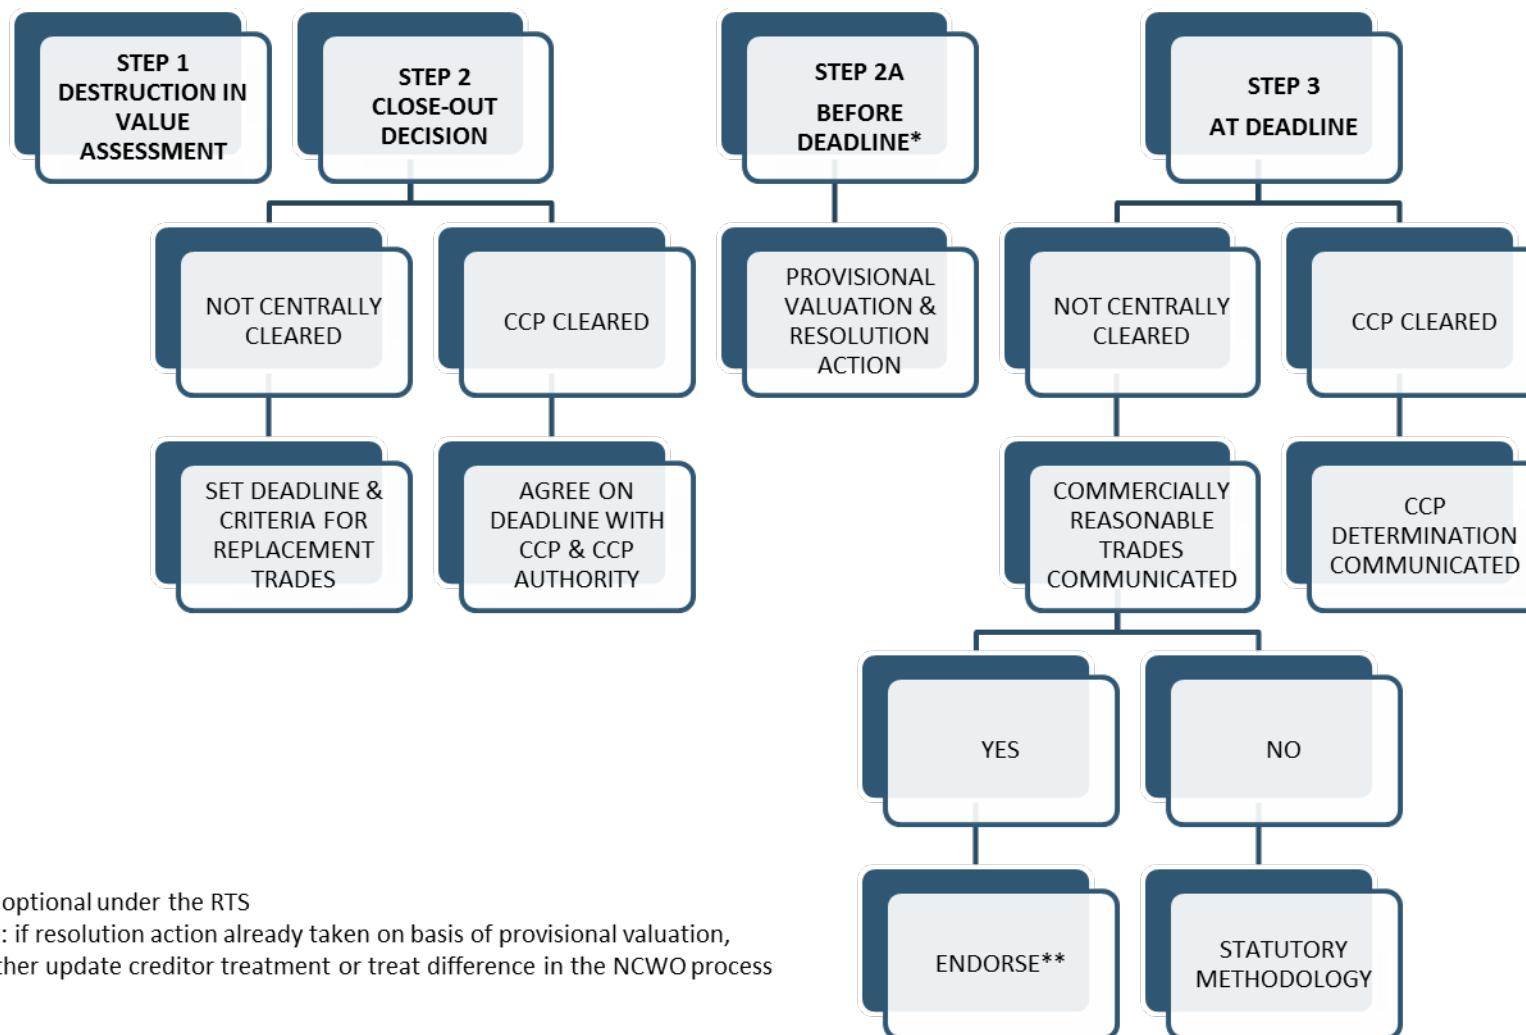 STEP 1
DESTRUCTION IN
VALUE
ASSESSMENT
STEP 2
CLOSE-OUT
DECISION
NOT CENTRALLY
CLEARED
CCP CLEARED
SET DEADLINE &
CRITERIA FOR
REPLACEMENT
TRADES
AGREE ON
DEADLINE WITH
CCP & CCP
AUTHORITY
STEP 2A
BEFORE
DEADLINE*
PROVISIONAL
VALUATION &
RESOLUTION
ACTION
STEP 3
AT DEADLINE
NOT CENTRALLY
CLEARED
CCP CLEARED
COMMERCIALLY
REASONABLE
TRADES
COMMUNICATED
CCP
DETERMINATION
COMMUNICATED
YES
NO
ENDORSE**
STATUTORY
METHODOLOGY
optional under the RTS
: if resolution action already taken on basis of provisional valuation,
update creditor treatment or treat difference in the NCWO process